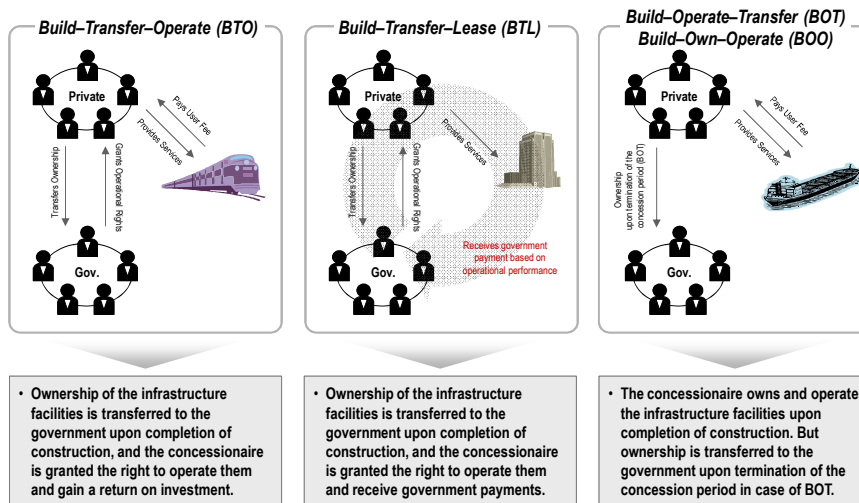 Build–Transfer–Operate (BTO)
Private
Pays User Fee
Provides Services
Transfers Ownership
Grants Operational Rights
Gov.
Build–Transfer–Lease (BTL)
Private
Provides Services
Transfers Ownership
Grants Operational Rights
Receives government
payment based on
operational performance
Gov.
Build–Operate–Transfer (BOT)
Build–Own–Operate (BOO)
Private
Pays User Fee
Provides Services
Ownership
upon termination of the
concession period (BOT)
Gov.
• Ownership of the infrastructure
facilities is transferred to the
government upon completion of
construction, and the concessionaire
is granted the right to operate them
and gain a return on investment.
• Ownership of the infrastructure
facilities is transferred to the
government upon completion of
construction, and the concessionaire
is granted the right to operate them
and receive government payments.
• The concessionaire owns and operate
the infrastructure facilities upon
completion of construction. But
ownership is transferred to the
government upon termination of the
concession period in case of BOT.